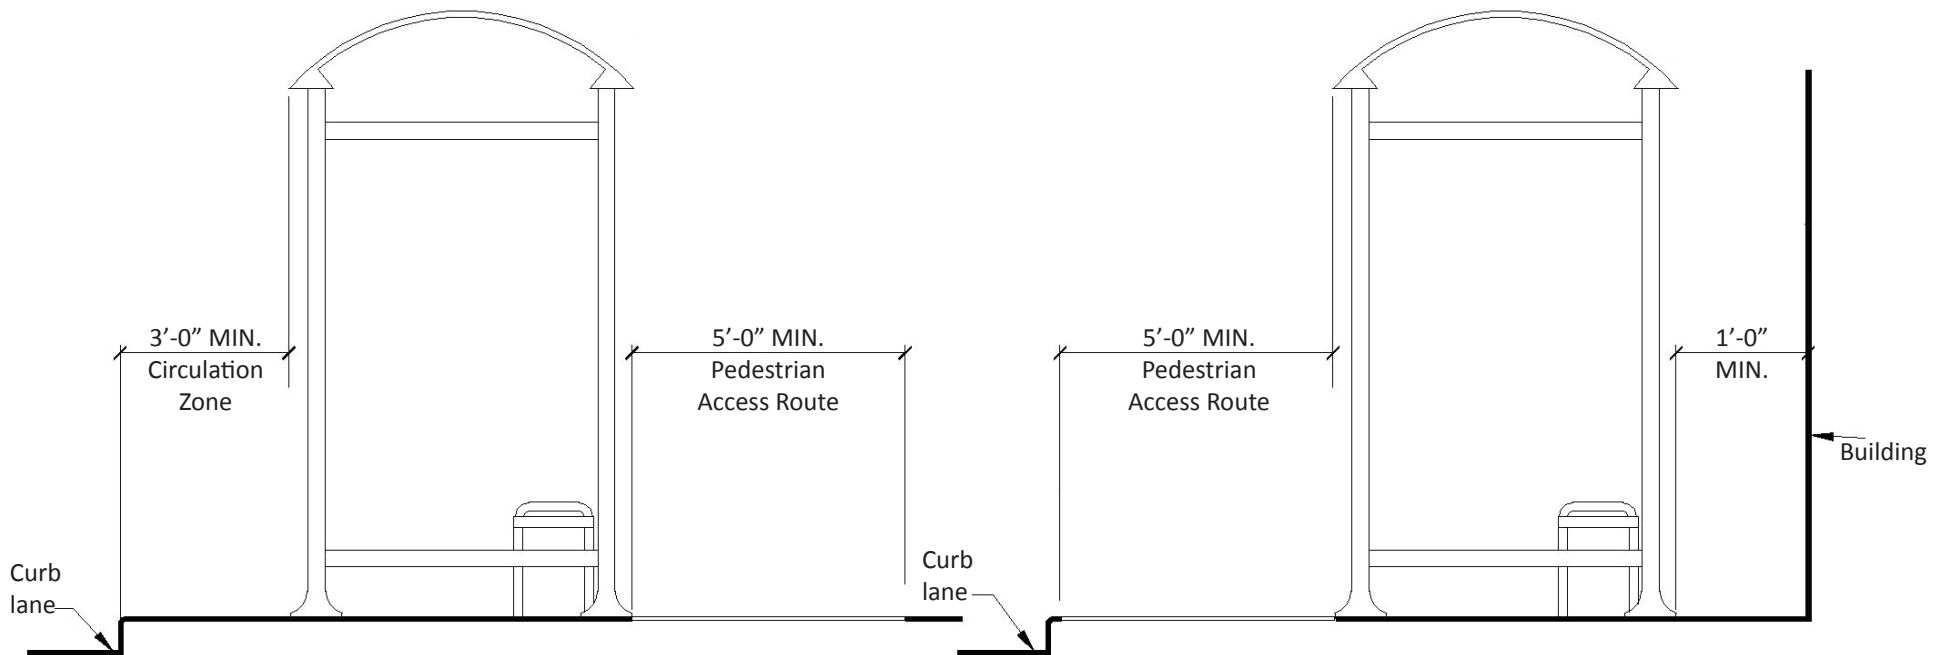 3’-0” MIN.
Circulation
Zone
5’-0” MIN.
Pedestrian
Access Route
Curb
lane
5’-0” MIN.
Pedestrian
Access Route
1’-0”
MIN.
Building
Curb
lane